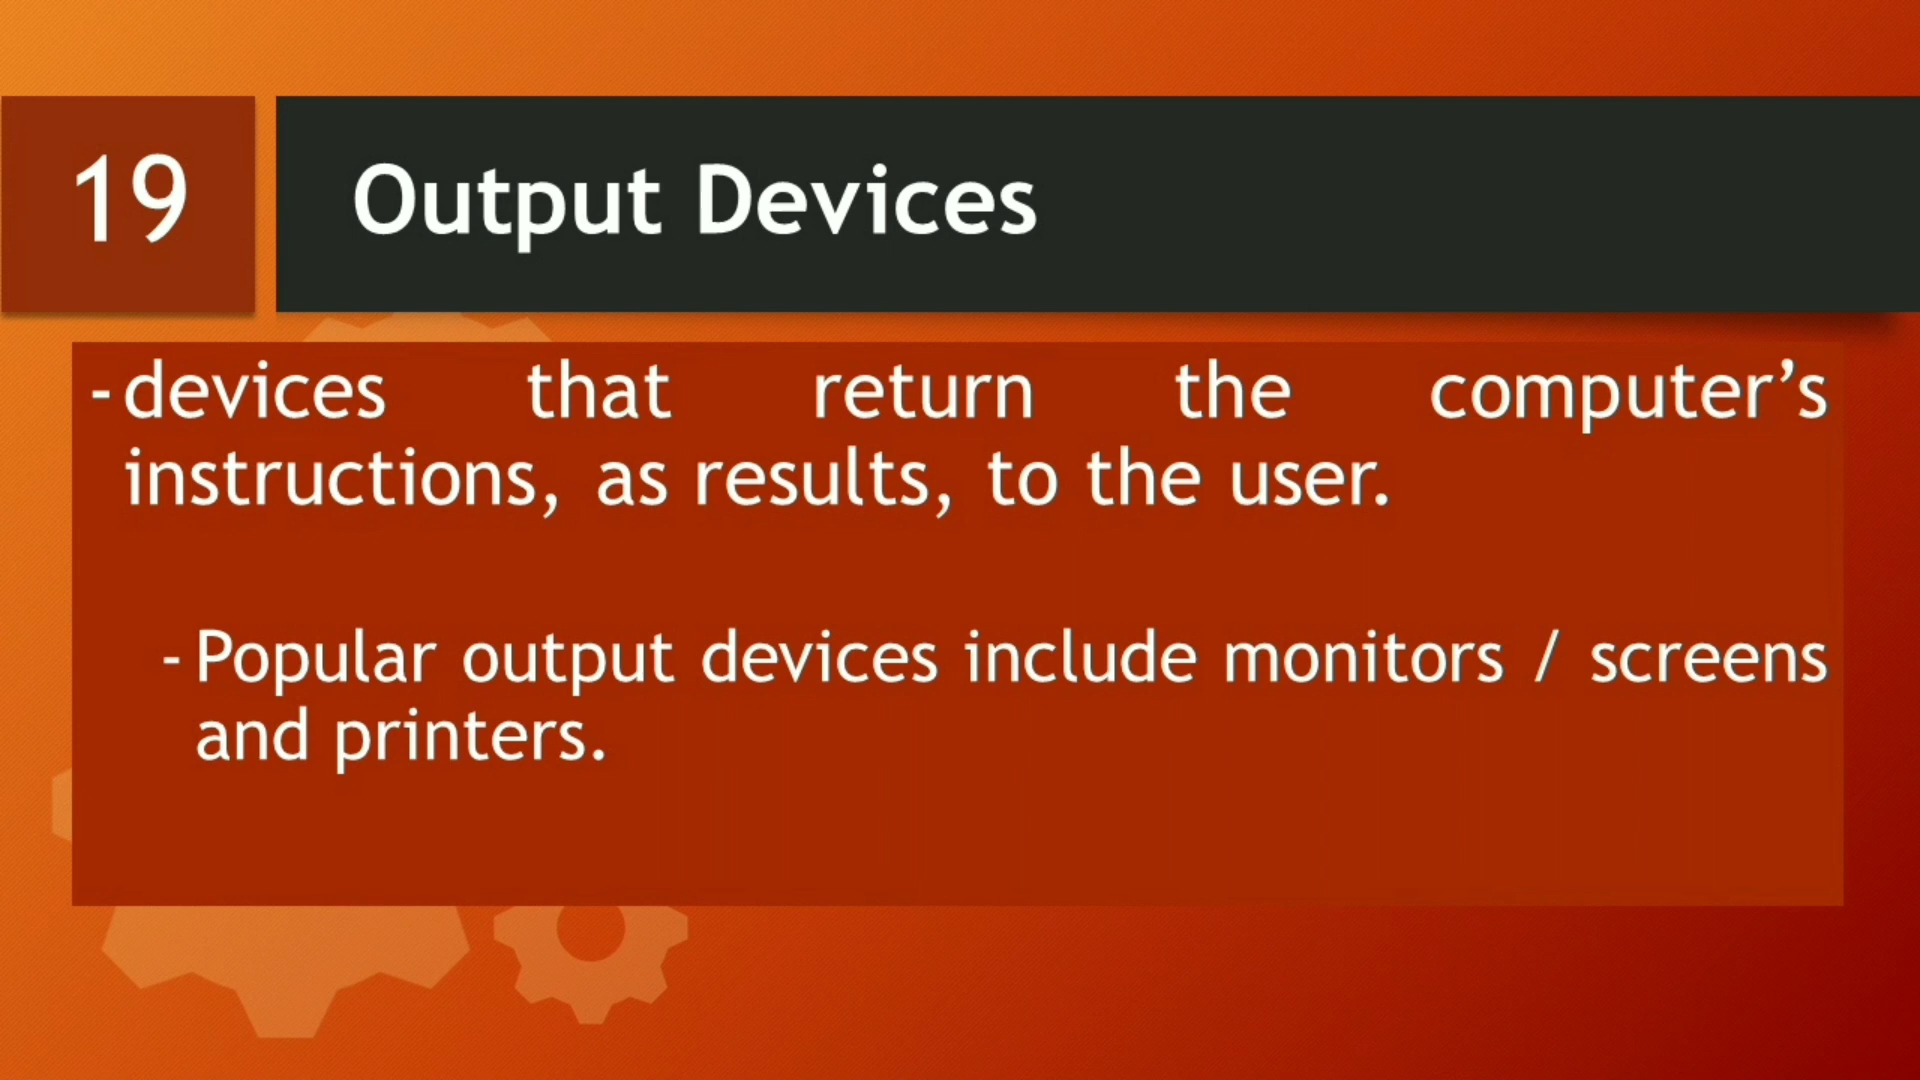 19
Output Devices
-devices that return the computer’s
instructions, as results, to the user.
-Popular output devices include monitors / screens
and printers.